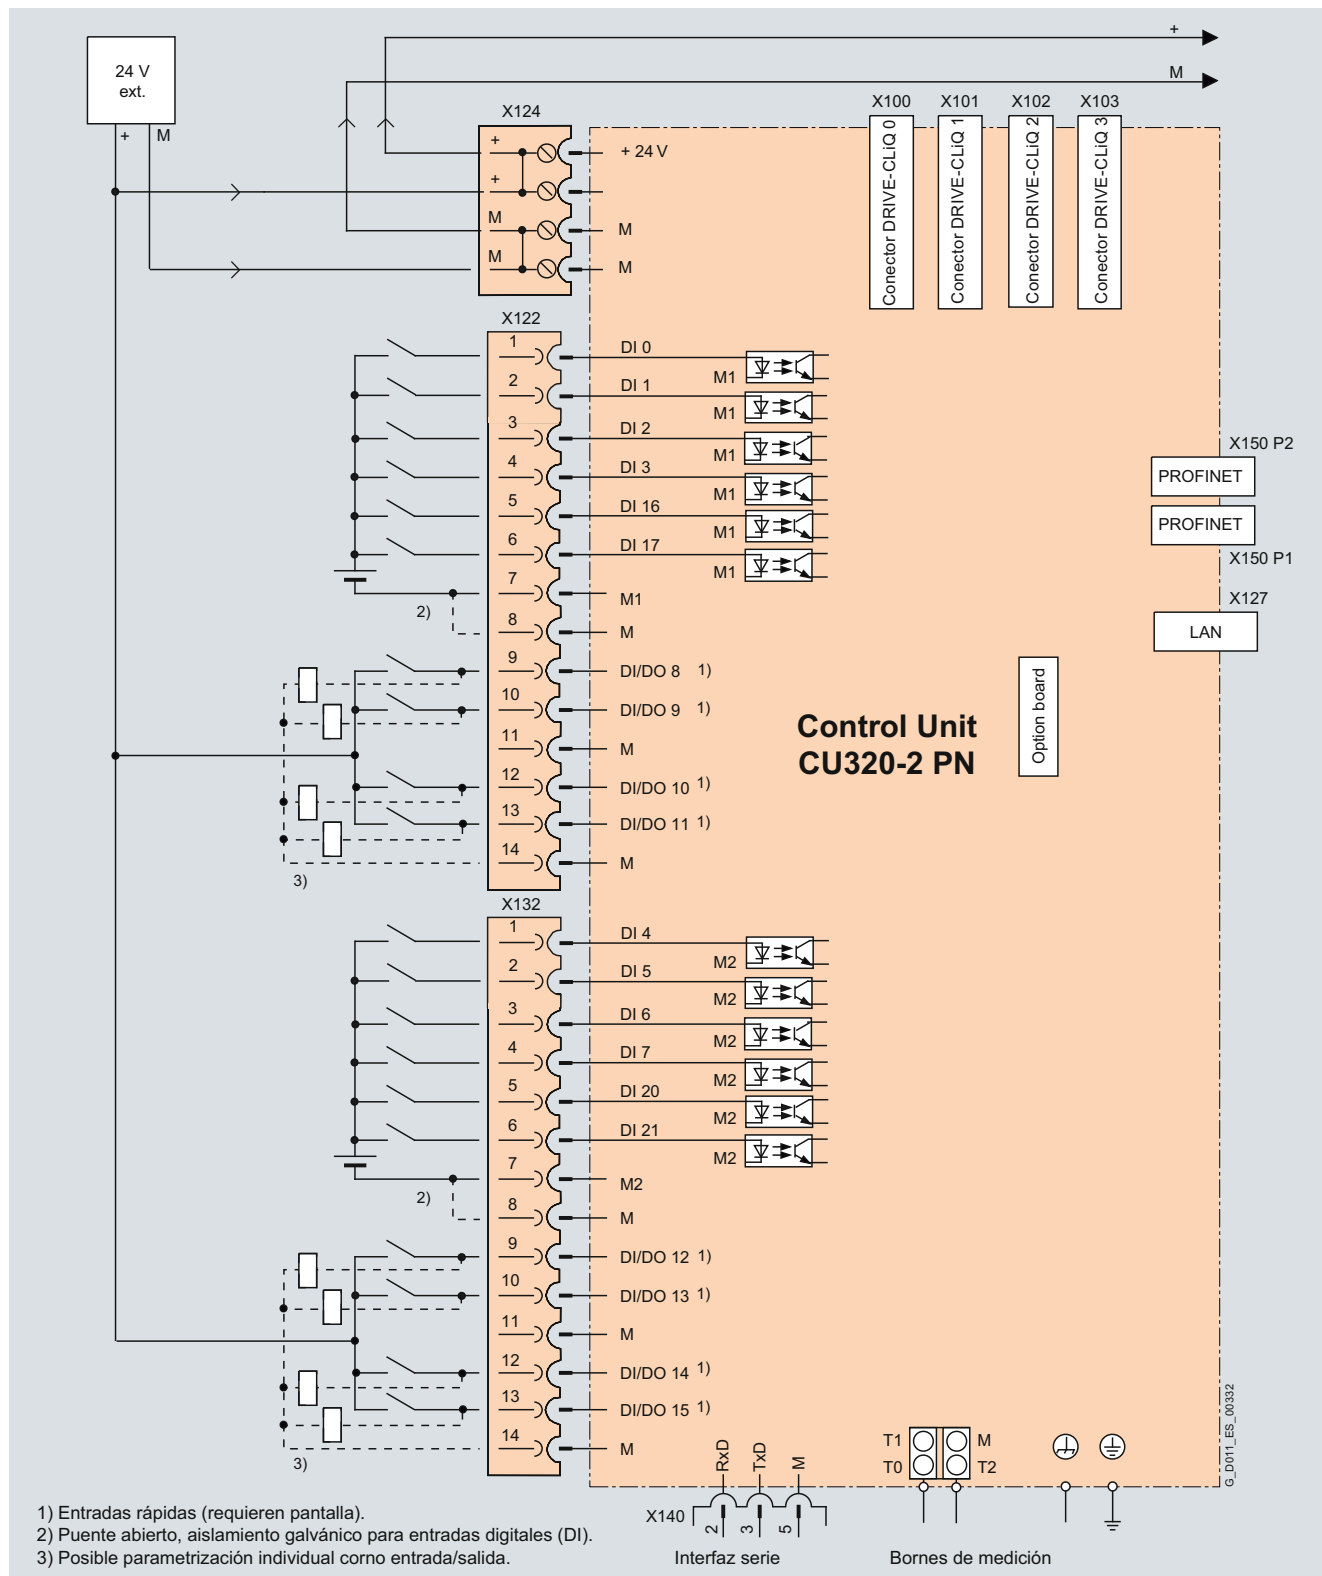 +
M
24 V
ext.
+ M
X124
+
+
M
M
+ 24 V
M
M
X100
X101
X102
X103
Conector DRIVE-CLiQ 0
Conector DRIVE-CLiQ 1
Conector DRIVE-CLiQ 2
Conector DRIVE-CLiQ 3
X122
1
DI 0
M1
2
DI 1
M1
3
DI 2
M1
4
DI 3
M1
5
DI 16
M1
6
DI 17
M1
7
M1
2)
8
M
9
DI/DO 8 1)
10
DI/DO 9 1)
11
M
12
DI/DO 10 1)
13
DI/DO 11 1)
14
M
3)
X150 P2
PROFINET
PROFINET
X150 P1
X127
LAN
Option board
Control Unit
CU320-2 PN
X132
1
DI 4
M2
2
DI 5
M2
3
DI 6
M2
4
DI 7
M2
5
DI 20
M2
6
DI 21
M2
7
M2
2)
8
M
9
DI/DO 12 1)
10
DI/DO 13 1)
11
M
12
DI/DO 14 1)
13
DI/DO 15 1)
14
M
3)
RxD
TxD
M
X140
2
3
5
Interfaz serie
T1
M
T0
T2
Bornes de medición
G_D011_ES_00332
1) Entradas rápidas (requieren pantalla).
2) Puente abierto, aislamiento galvánico para entradas digitales (DI).
3) Posible parametrización individual corno entrada/salida.